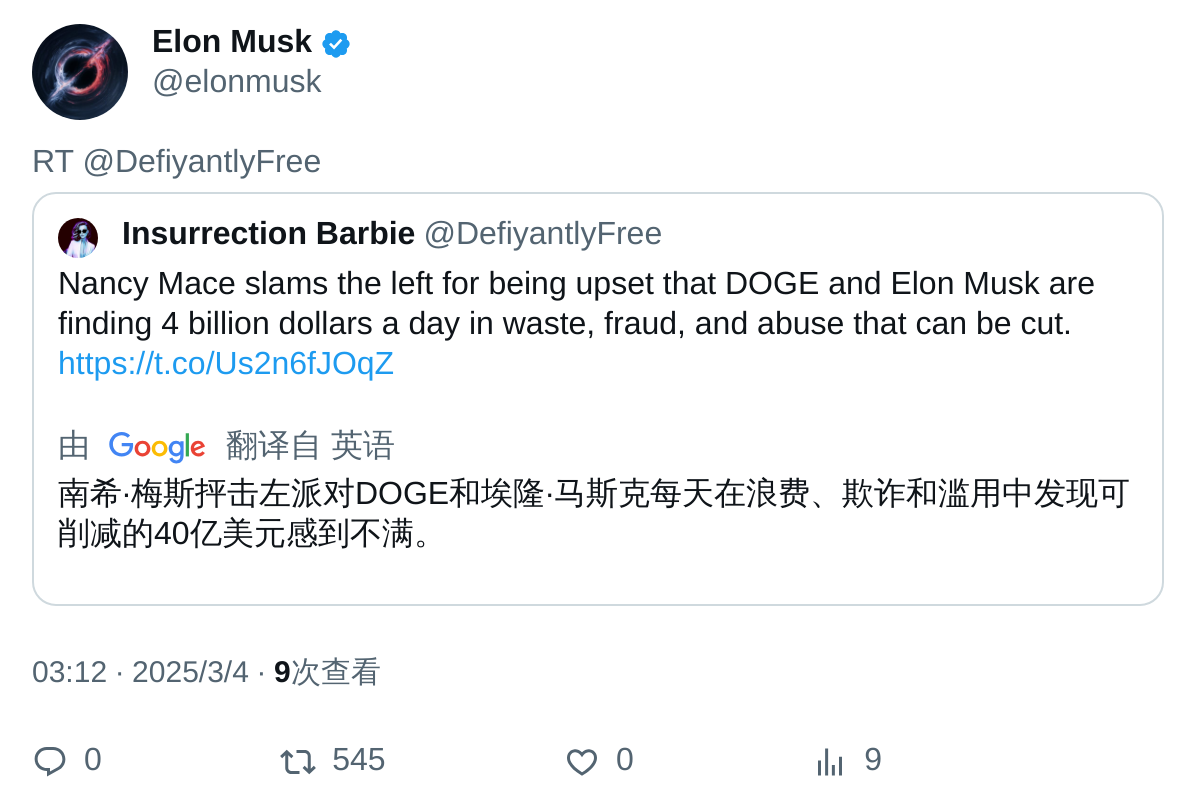 Elon Musk
@elonmusk
RT @DefiyantlyFree
Insurrection Barbie @DefiyantlyFree
Nancy Mace slams the left for being upset that DOGE and Elon Musk are
finding 4 billion dollars a day in waste, fraud, and abuse that can be cut.
https://t.co/Us2n6fJOqZ
由 Google 翻译自 英语
南希·梅斯抨击左派对DOGE和埃隆·马斯克每天在浪费、欺诈和滥用中发现可
削减的40亿美元感到不满。
03:12 · 2025/3/4 · 9次查看
0 545 0 9